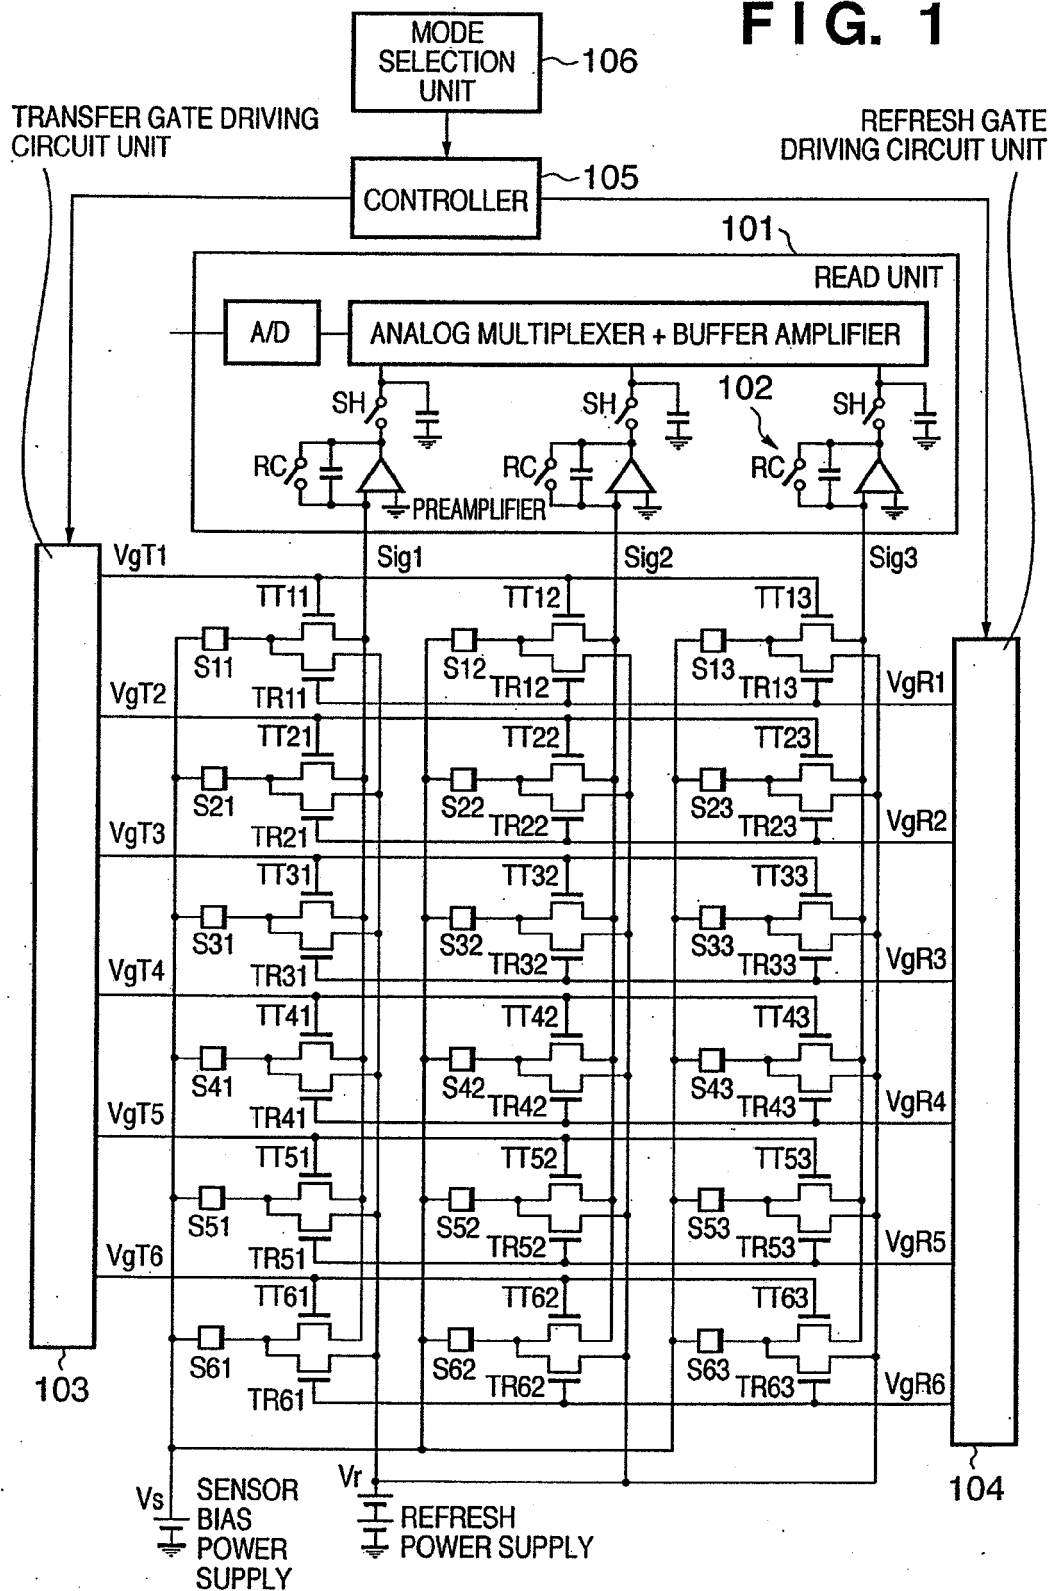 FIG. 1
MODE
SELECTION
UNIT
106
TRANSFER GATE DRIVING
CIRCUIT UNIT
REFRESH GATE
DRIVING CIRCUIT UNIT
CONTROLLER
105
101
READ UNIT
A/D
ANALOG MULTIPLEXER + BUFFER AMPLIFIER
SH
SH
102
SH
RC
RC
RC
PREAMPLIFIER
VgT1
Sig1
Sig2
Sig3
TT11
TT12
TT13
S11
S12
S13
VgT2
TR11
TR12
TR13
VgR1
TT21
TT22
TT23
S21
S22
S23
VgT3
TR21
TR22
TR23
VgR2
TT31
TT32
TT33
S31
S32
S33
VgT4
TR31
TR32
TR33
VgR3
TT41
TT42
TT43
S41
S42
S43
VgT5
TR41
TR42
TR43
VgR4
TT51
TT52
TT53
S51
S52
S53
VgT6
TR51
TR52
TR53
VgR5
TT61
TT62
TT63
S61
S62
S63
103
TR61
TR62
TR63
VgR6
104
Vs
SENSOR
BIAS
POWER
SUPPLY
Vr
REFRESH
POWER SUPPLY